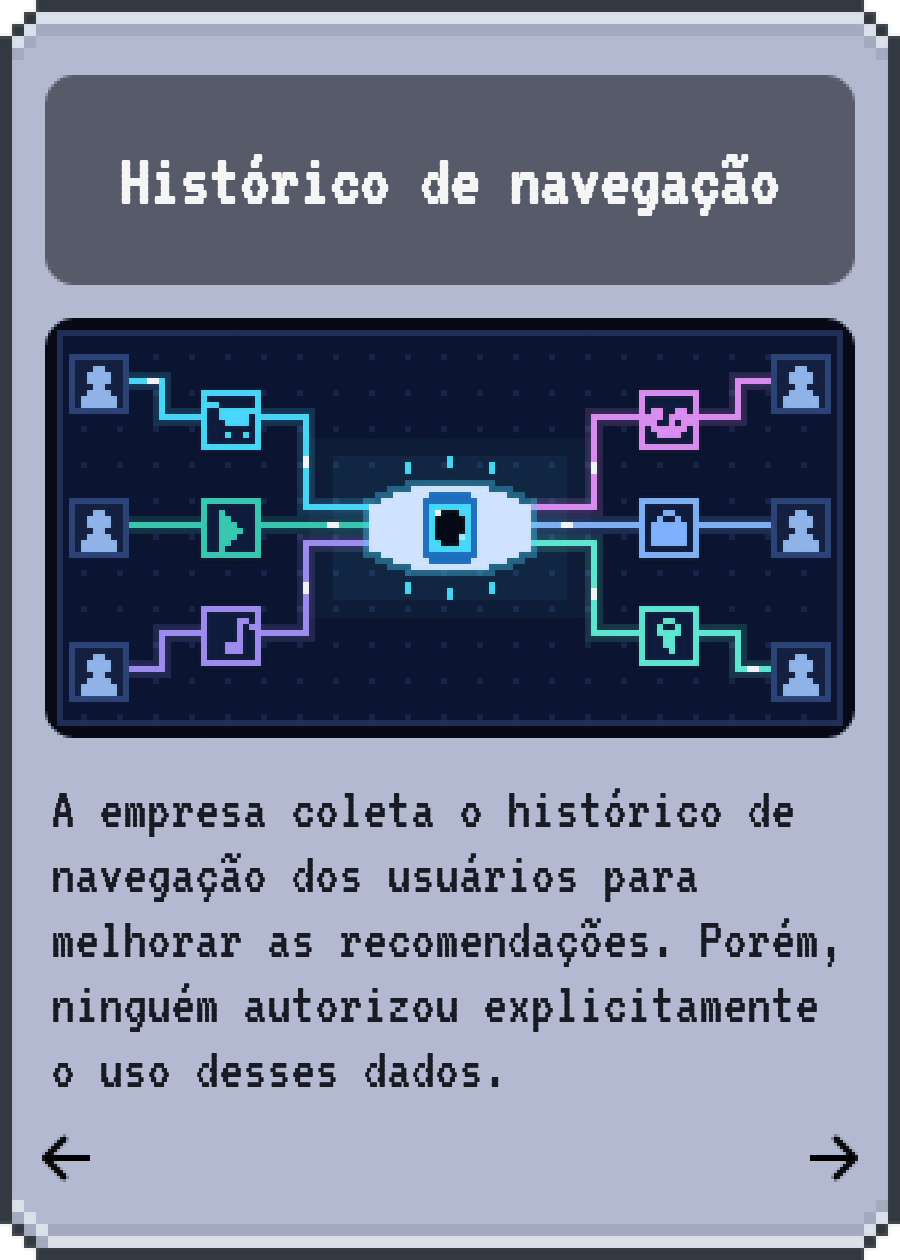 Histórico de navegação
A empresa coleta o histórico de
navegação dos usuários para
melhorar as recomendações. Porém,
ninguém autorizou explicitamente
o uso desses dados.